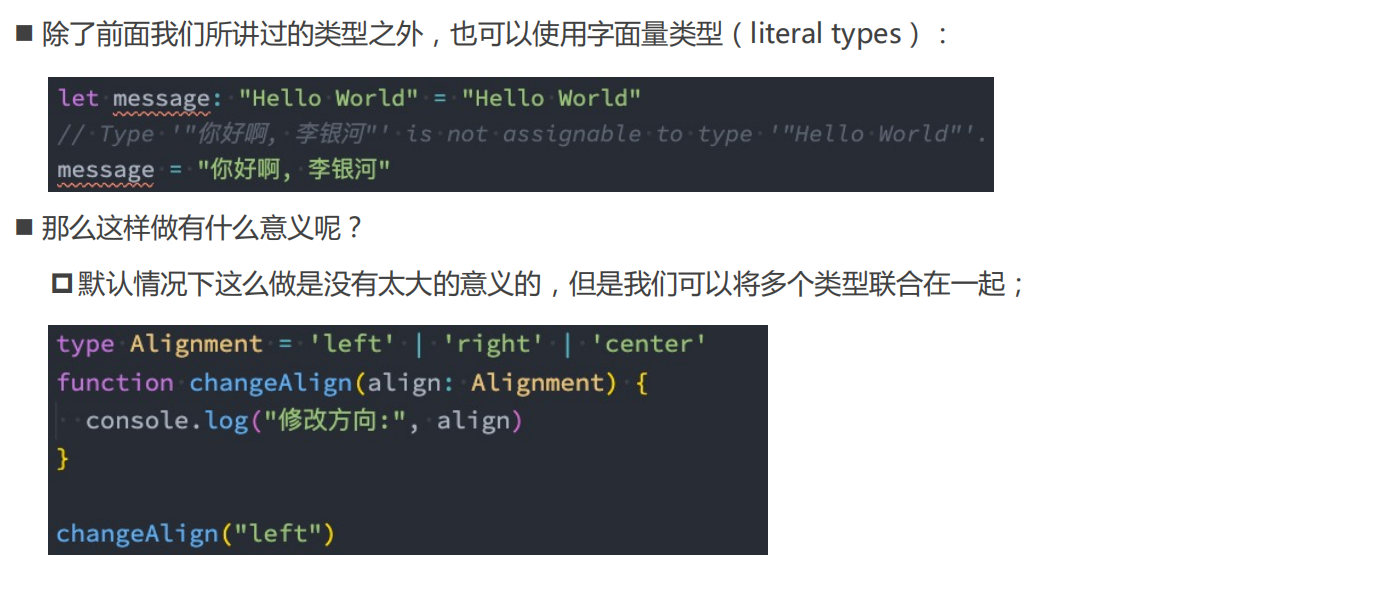 ■ 除了前面我们所讲过的类型之外，也可以使用字面量类型（literal types）：
let message: "Hello World" = "Hello World"
// Type '"你好啊, 李银河"' is not assignable to type '"Hello World"'.
message = "你好啊, 李银河"
■ 那么这样做有什么意义呢？
默认情况下这么做是没有太大的意义的，但是我们可以将多个类型联合在一起；
type Alignment = 'left' | 'right' | 'center'
function changeAlign(align: Alignment) {
  console.log("修改方向:", align)
}
changeAlign("left")